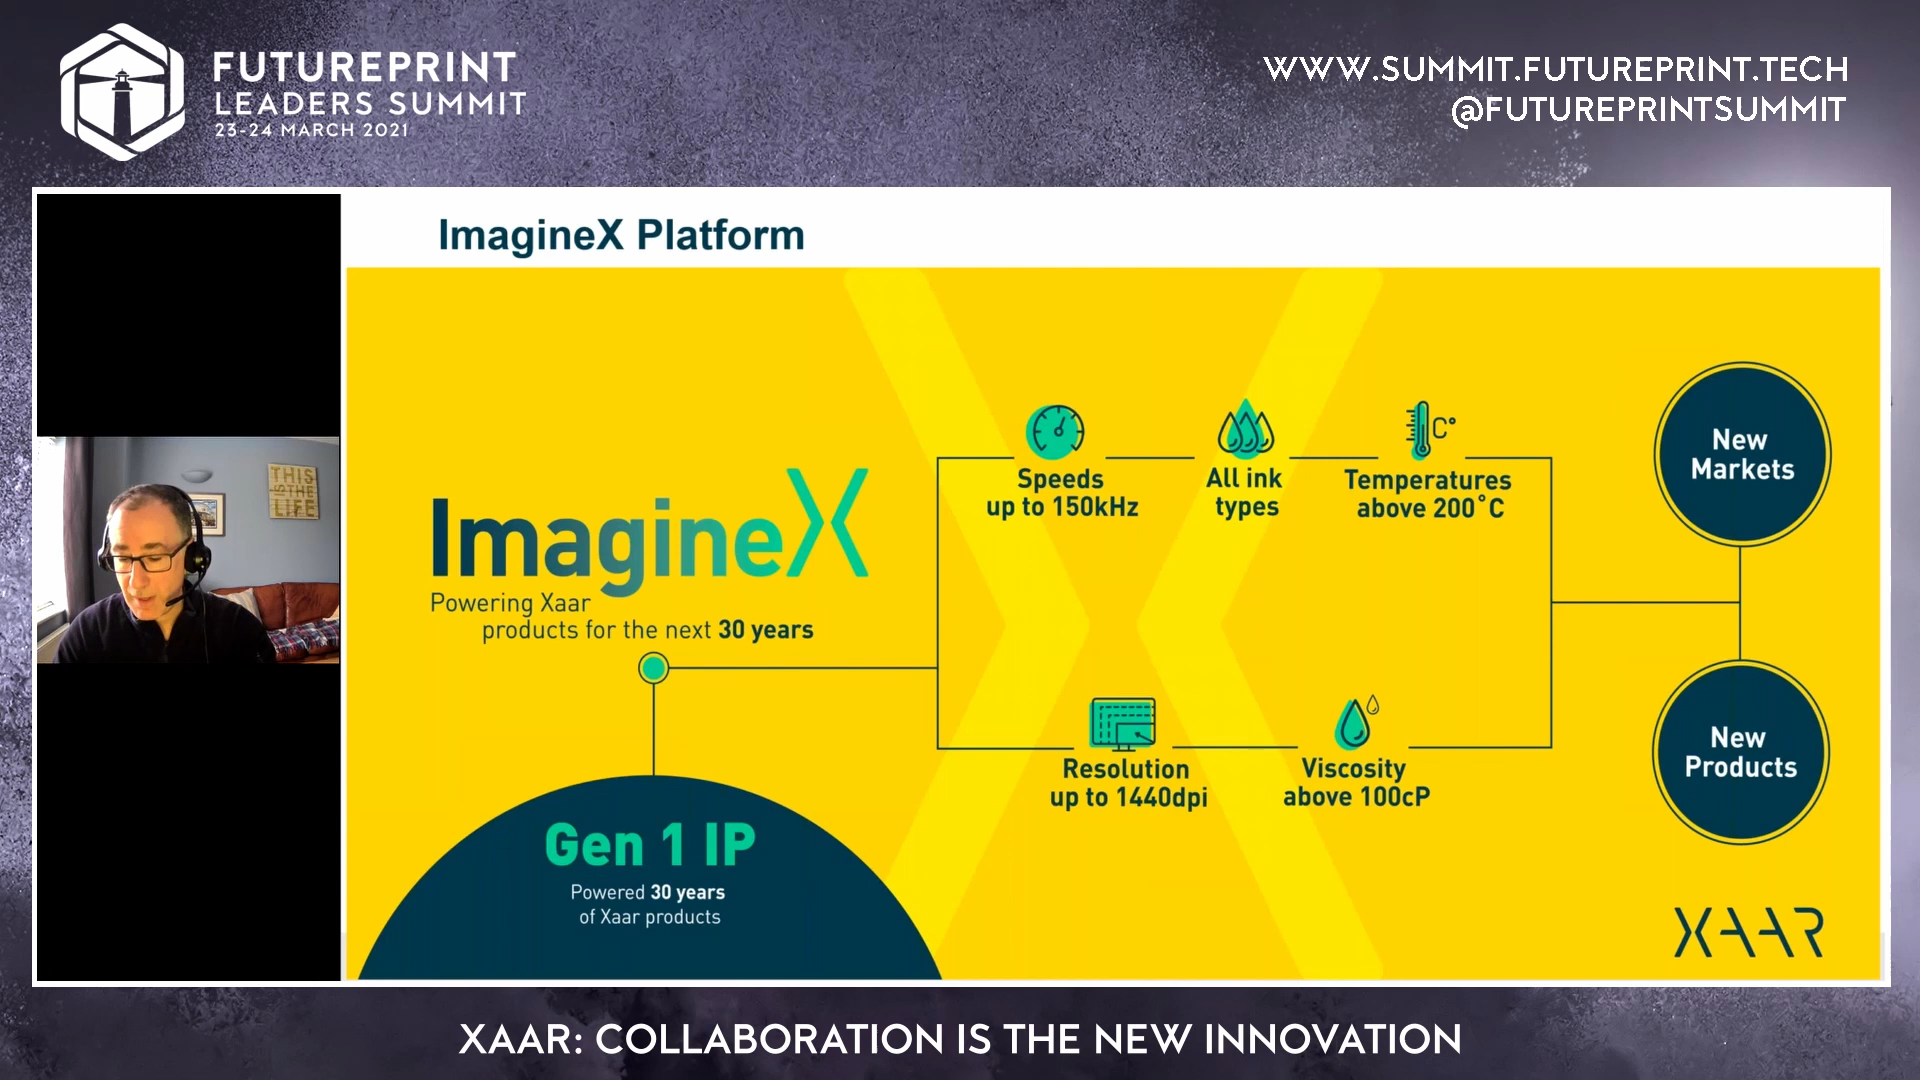 FUTUREPRINT
LEADERS SUMMIT
23-24 MARCH 2021
WWW.SUMMIT.FUTUREPRINT.TECH
@FUTUREPRINTSUMMIT
ImagineX Platform
THIS
IS THE
LIFE
ImagineX
Powering Xaar
products for the next 30 years
Speeds
up to 150kHz
All ink
types
C°
Temperatures
above 200°C
Resolution
up to 1440dpi
Viscosity
above 100cP
New
Markets
New
Products
Gen 1 IP
Powered 30 years
of Xaar products
XAAR
XAAR: COLLABORATION IS THE NEW INNOVATION